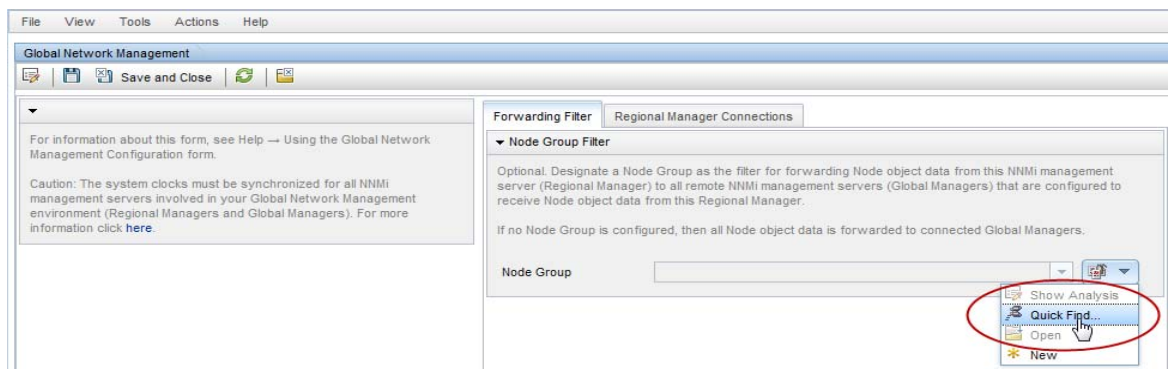 File View Tools Actions Help
Global Network Management
Save and Close
For information about this form, see Help → Using the Global Network
Management Configuration form.
Caution: The system clocks must be synchronized for all NNMi
management servers involved in your Global Network Management
environment (Regional Managers and Global Managers). For more
information click here.
Forwarding Filter Regional Manager Connections
Node Group Filter
Optional. Designate a Node Group as the filter for forwarding Node object data from this NNMi management
server (Regional Manager) to all remote NNMi management servers (Global Managers) that are configured to
receive Node object data from this Regional Manager.
If no Node Group is configured, then all Node object data is forwarded to connected Global Managers.
Node Group
Show Analysis
Quick Find...
Open
New